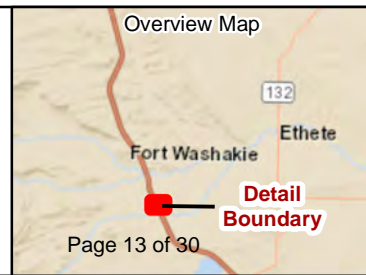 Overview Map
132
Ethete
Fort Washakie
Detail
Boundary
Page 13 of 30